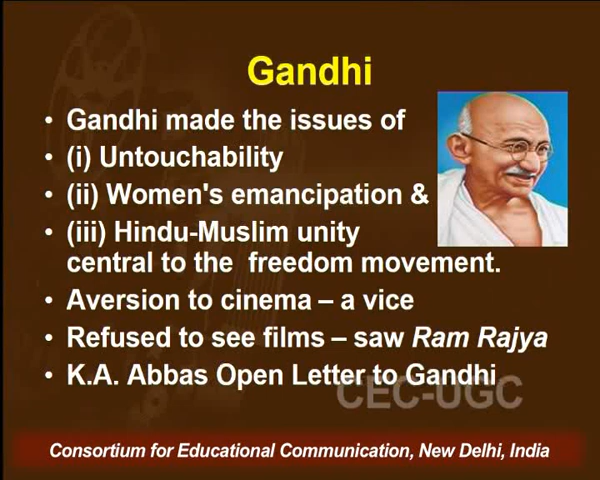 Gandhi
• Gandhi made the issues of
• (i) Untouchability
• (ii) Women's emancipation &
• (iii) Hindu-Muslim unity
central to the freedom movement.
• Aversion to cinema – a vice
• Refused to see films – saw Ram Rajya
• K.A. Abbas Open Letter to Gandhi
CEC-UGC
Consortium for Educational Communication, New Delhi, India